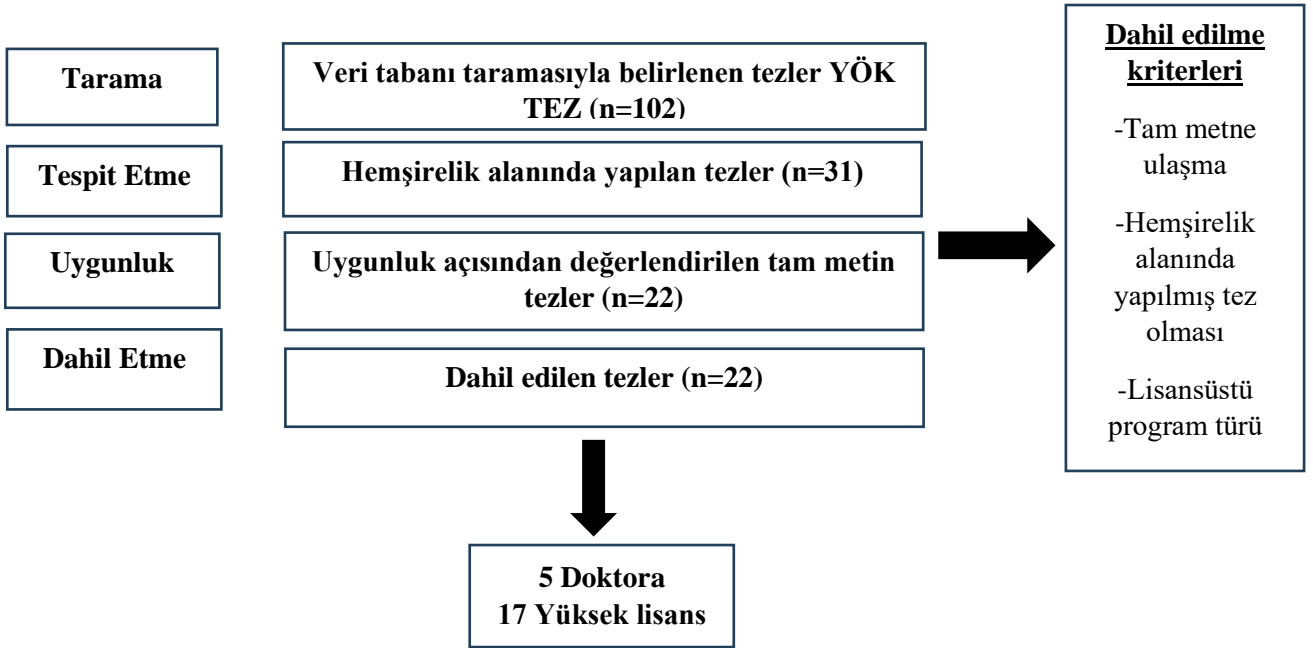 Tarama
Veri tabanı taramasıyla belirlenen tezler YÖK
TEZ (n=102)
Tespit Etme
Hemşirelik alanında yapılan tezler (n=31)
Uygunluk
Uygunluk açısından değerlendirilen tam metin
tezler (n=22)
Dahil Etme
Dahil edilen tezler (n=22)
5 Doktora
17 Yüksek lisans
Dahil edilme
kriterleri
-Tam metne
ulaşma
-Hemşirelik
alanında
yapılmış tez
olması
-Lisansüstü
program türü